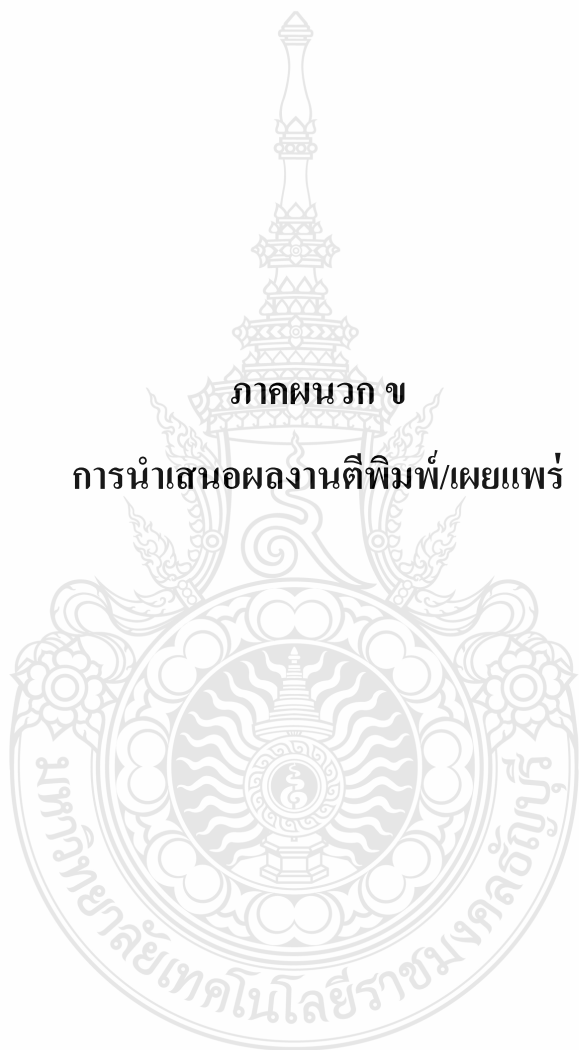 ภาคผนวก ข
การนำเสนอผลงานตีพิมพ์/เผยแพร่
มหาวิทยาลัยเทคโนโลยีราชมงคลธัญบุรี